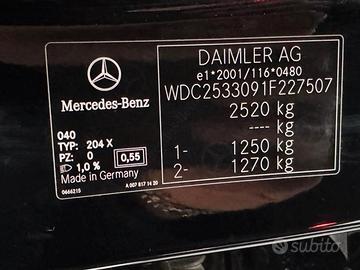 DAIMLER AG
e1*2001/116*0480
WDC2533091F227507
2520 kg
---- kg
1- 1250 kg
2- 1270 kg
Mercedes-Benz
040
TYP: 204 X
PZ: 0
1,0 %
0,55
Made in Germany
0666215
A 007 817 14 20
subito